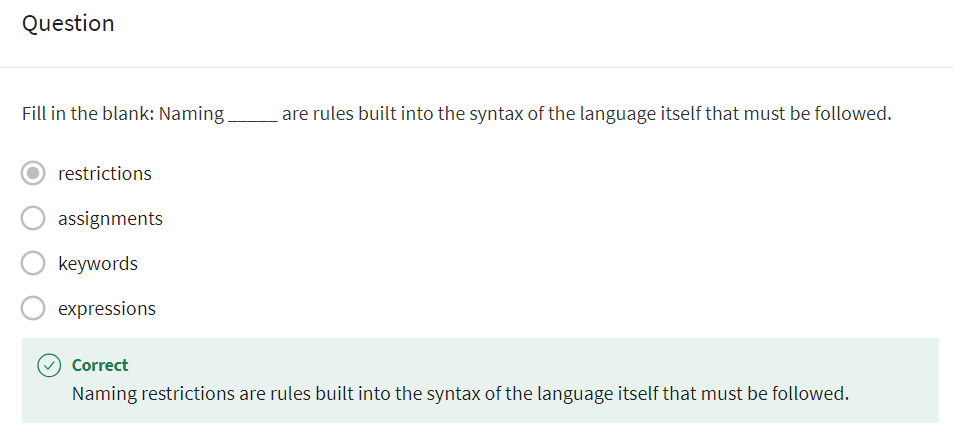 Question
Fill in the blank: Naming _____ are rules built into the syntax of the language itself that must be followed.
restrictions
assignments
keywords
expressions
Correct
Naming restrictions are rules built into the syntax of the language itself that must be followed.